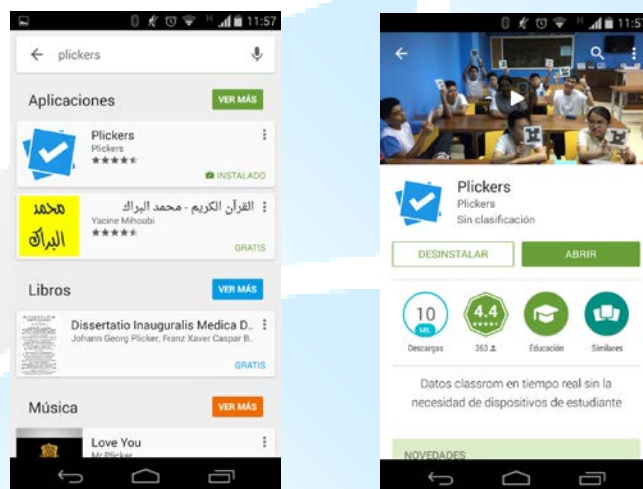 11:57
plickers
Aplicaciones
VER MÁS
Plickers
Plickers
INSTALADO
القرآن الكريم - محمد البراك
Yacine Mihoubi
GRATIS
محمد
البراك
Libros
VER MÁS
Dissertatio Inauguralis Medica D..
Johann Georg Plicker, Franz Xaver Caspar B..
GRATIS
Música
VER MÁS
Love You
Mr Plicker
11:57
Plickers
Plickers
Sin clasificación
DESINSTALAR
ABRIR
10
MIL
4.4
Descargas
363
Educación
Similares
Datos classrom en tiempo real sin la
necesidad de dispositivos de estudiante
NOVEDADES